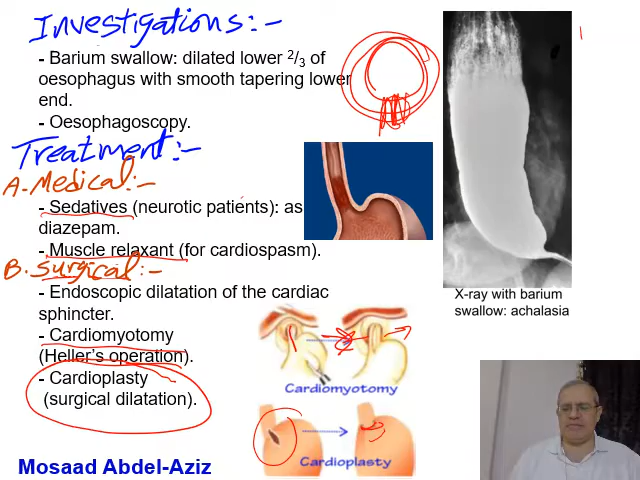 Investigations:-
- Barium swallow: dilated lower 2/3 of
oesophagus with smooth tapering lower
end.
- Oesophagoscopy.
Treatment:-
A. Medical:-
- Sedatives (neurotic patients): as
diazepam.
- Muscle relaxant (for cardiospasm).
B. Surgical:-
- Endoscopic dilatation of the cardiac
sphincter.
- Cardiomyotomy
(Heller's operation).
- Cardioplasty
(surgical dilatation).
X-ray with barium
swallow: achalasia
Cardiomyotomy
Cardioplasty
Mosaad Abdel-Aziz